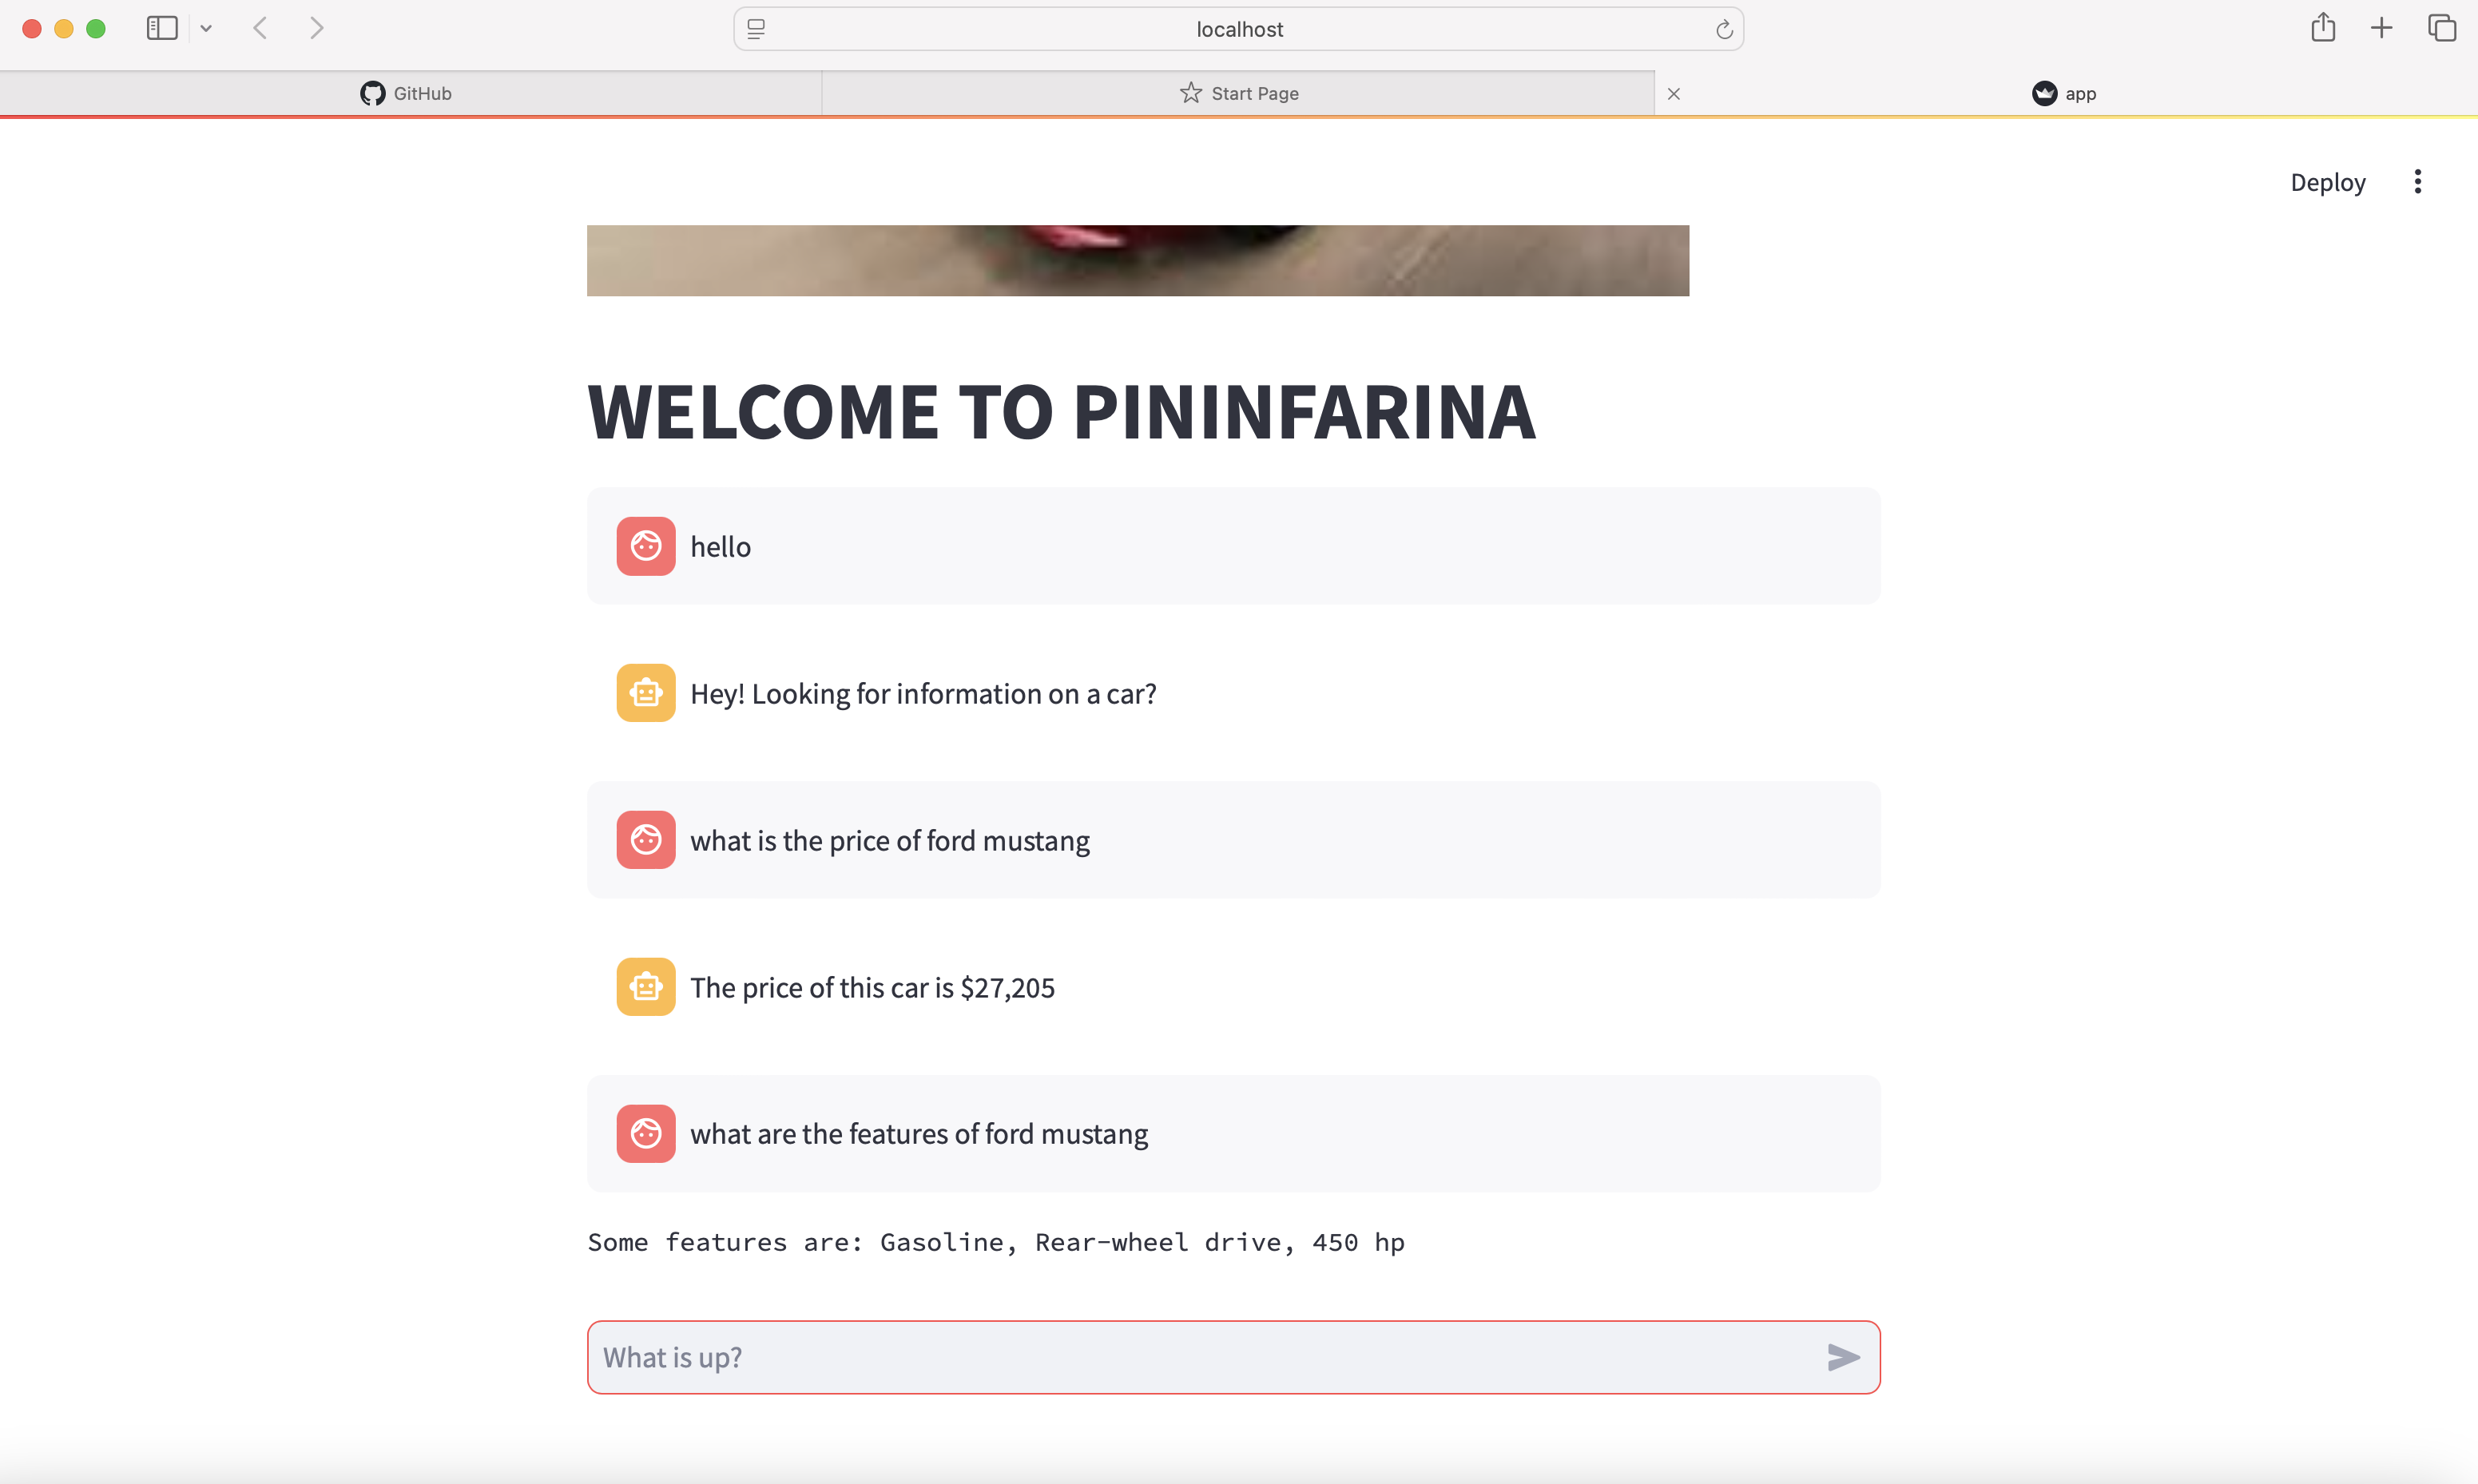 localhost
GitHub
Start Page
app
Deploy
WELCOME TO PININFARINA
hello
Hey! Looking for information on a car?
what is the price of ford mustang
The price of this car is $27,205
what are the features of ford mustang
Some features are: Gasoline, Rear-wheel drive, 450 hp
What is up?